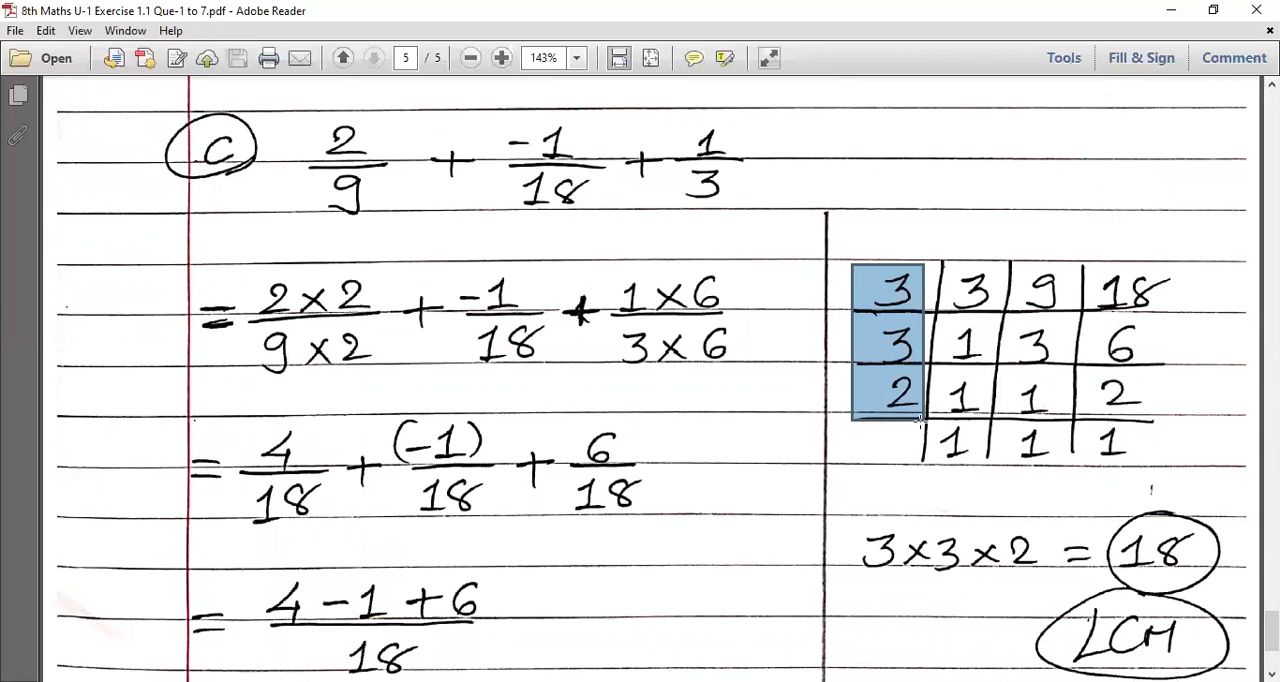 8th Maths U-1 Exercise 1.1 Que-1 to 7.pdf - Adobe Reader
File Edit View Window Help
Open 5 / 5 143% Tools Fill & Sign Comment
C 2/9 + -1/18 + 1/3
= 2×2/9×2 + -1/18 + 1×6/3×6
= 4/18 + (-1)/18 + 6/18
= 4-1+6/18
3 3 9 18
3 1 3 6
2 1 1 2
1 1 1
3×3×2 = 18
LCM